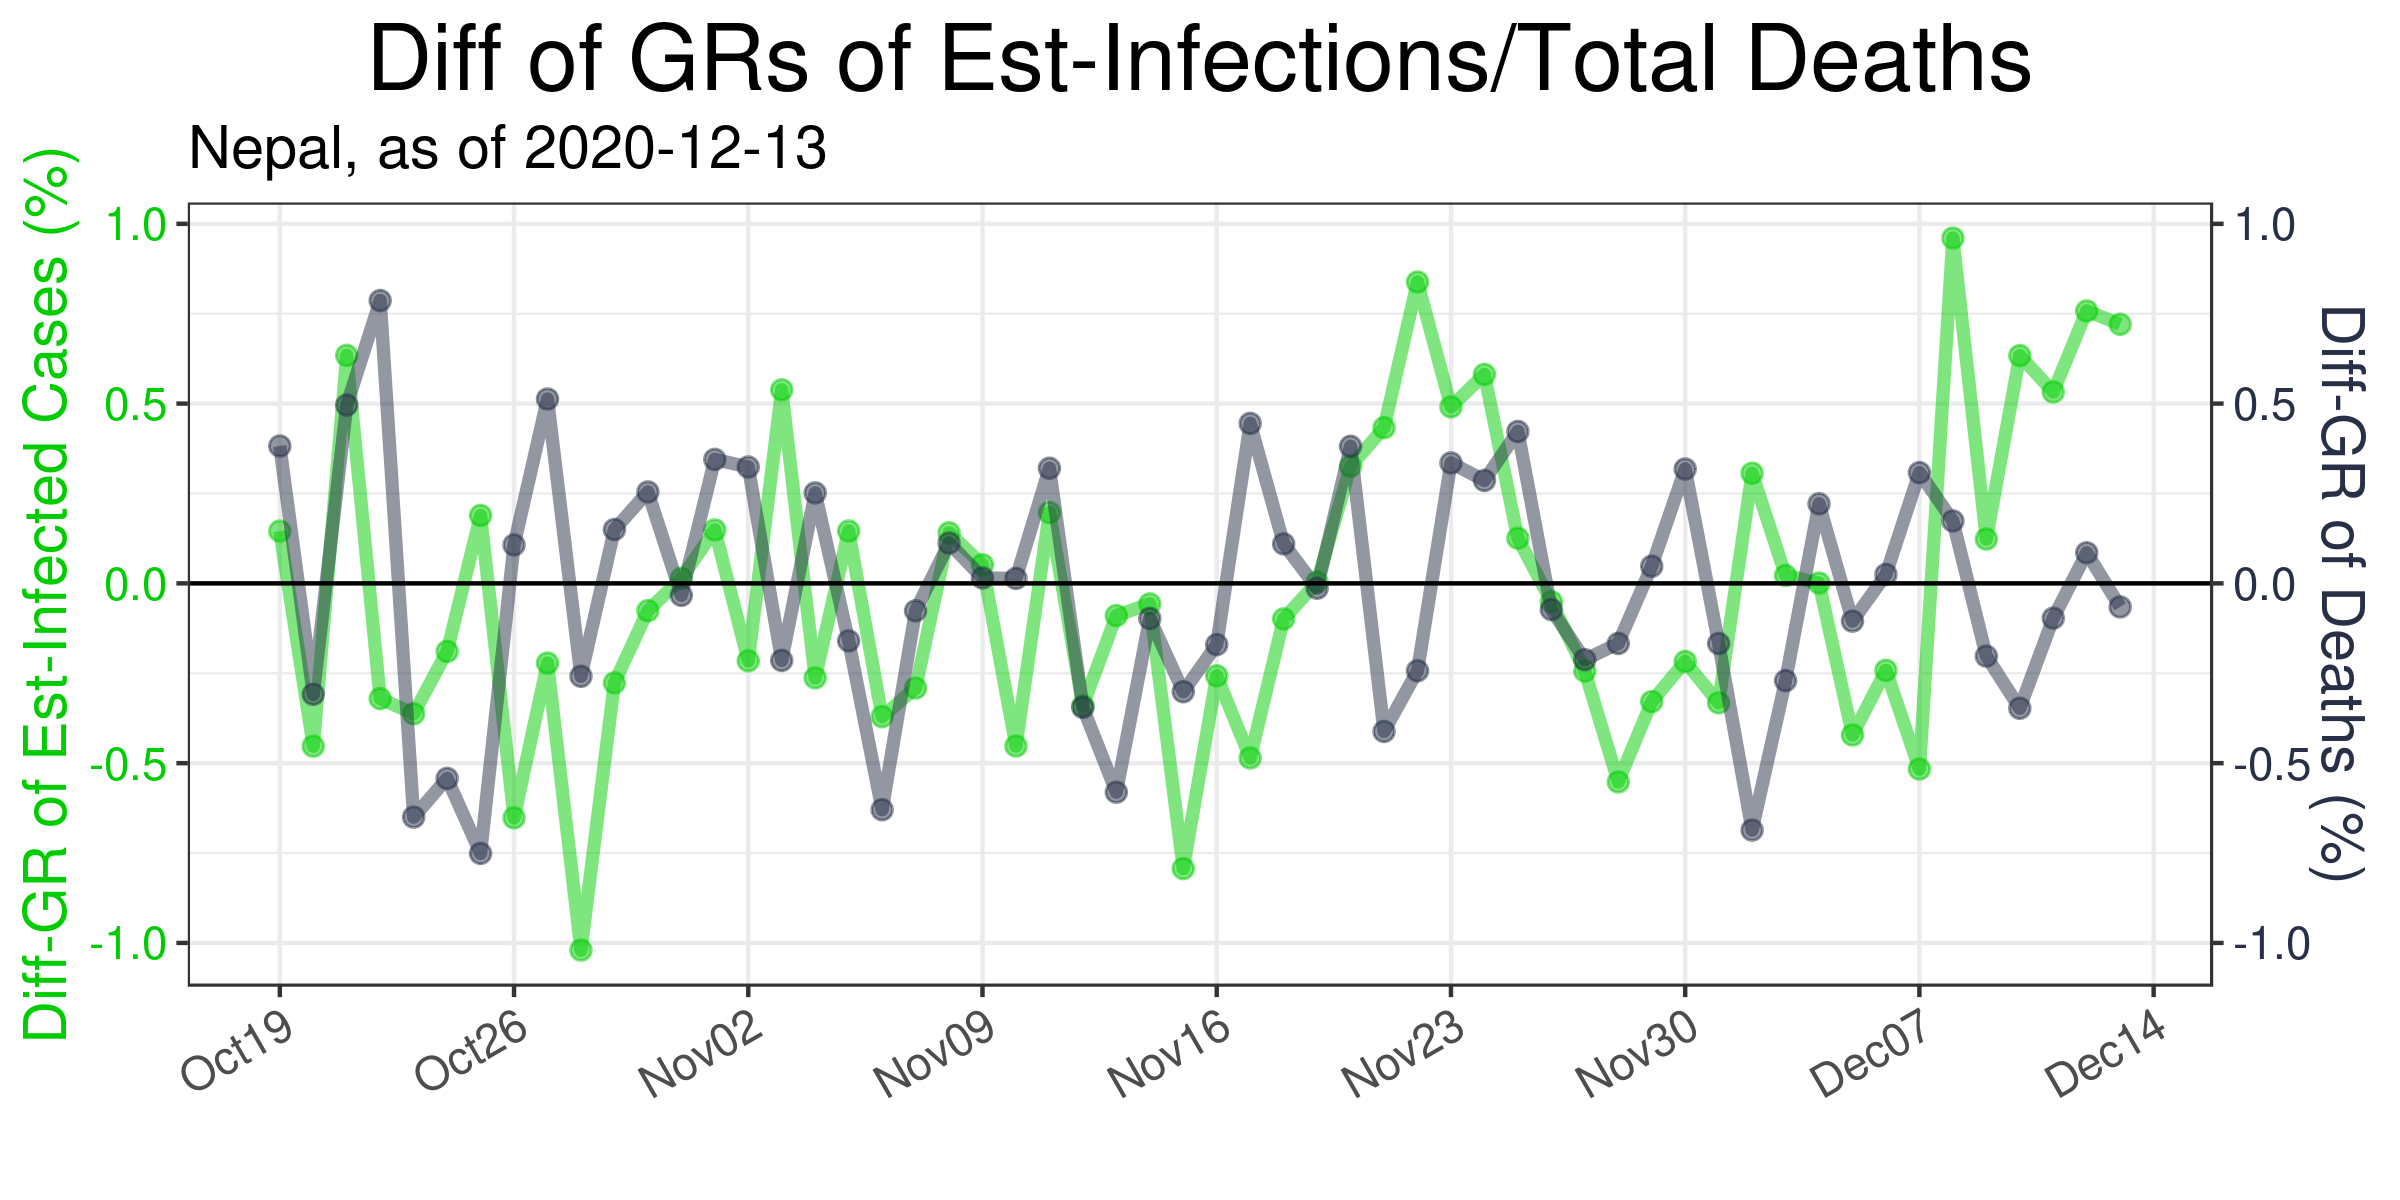 Diff of GRs of Est-Infections/Total Deaths
Nepal, as of 2020-12-13
Diff-GR of Est-Infected Cases (%)
1.0
0.5
0.0
-0.5
-1.0
1.0
0.5
0.0
-0.5
-1.0
Diff-GR of Deaths (%)
Oct19
Oct26
Nov02
Nov09
Nov16
Nov23
Nov30
Dec07
Dec14